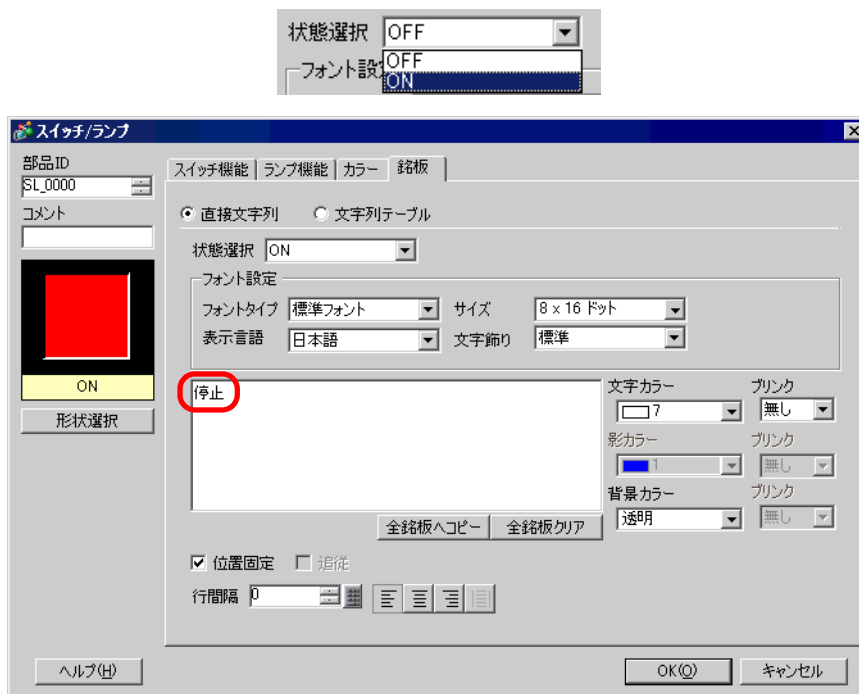 状態選択 OFF
OFF
フォント設
ON
スイッチ/ランプ
部品ID
SL_0000
コメント
スイッチ機能 ランプ機能 カラー 銘板
直接文字列 文字列テーブル
状態選択 ON
フォント設定
フォントタイプ 標準フォント サイズ 8 x 16 ドット
表示言語 日本語 文字飾り 標準
ON
形状選択
停止
文字カラー ブリンク
7 無し
影カラー ブリンク
1 無し
背景カラー ブリンク
透明 無し
全銘板へコピー 全銘板クリア
位置固定 追従
行間隔 0
ヘルプ(H) OK(O) キャンセル